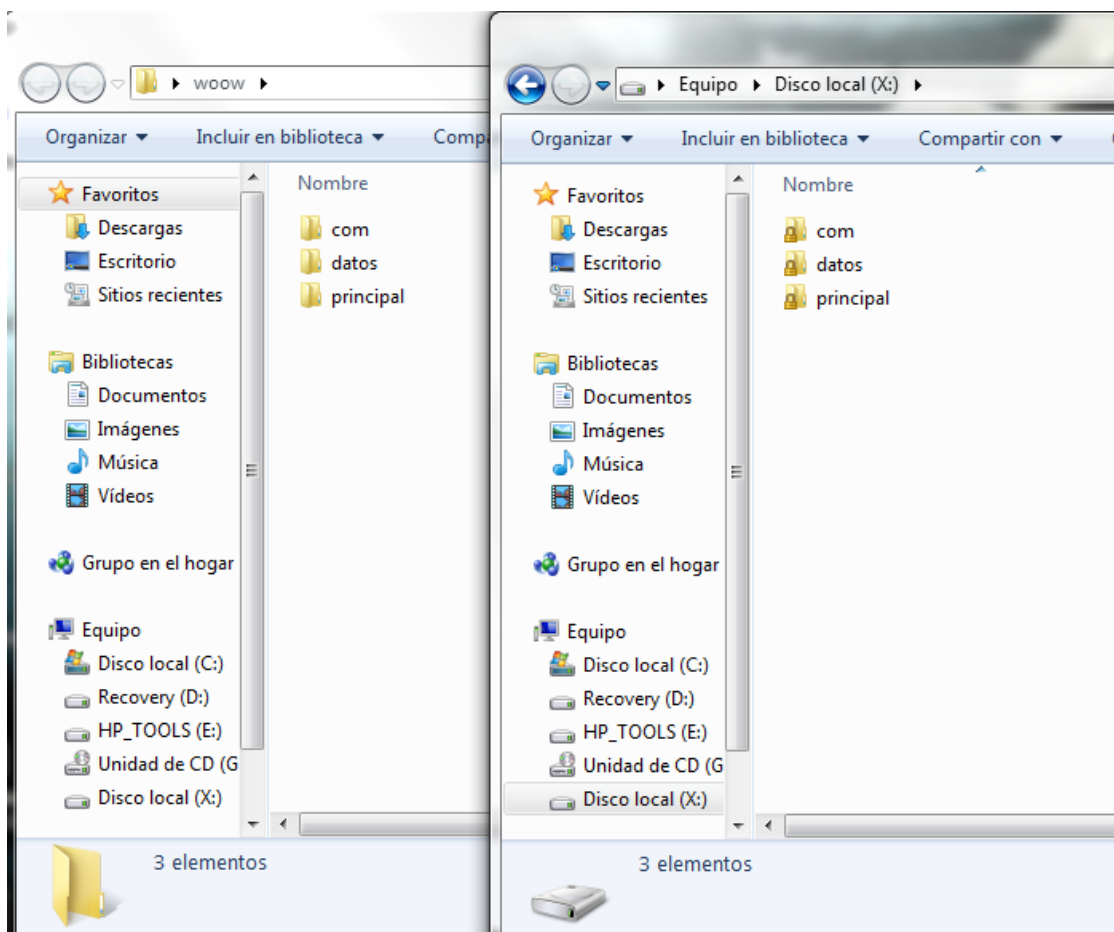 woow
Organizar
Incluir en biblioteca
Comp
Favoritos
Descargas
Escritorio
Sitios recientes
Bibliotecas
Documentos
Imágenes
Música
Vídeos
Grupo en el hogar
Equipo
Disco local (C:)
Recovery (D:)
HP_TOOLS (E:)
Unidad de CD (G
Disco local (X:)
Nombre
com
datos
principal
3 elementos
Equipo Disco local (X:)
Organizar
Incluir en biblioteca
Compartir con
Favoritos
Descargas
Escritorio
Sitios recientes
Bibliotecas
Documentos
Imágenes
Música
Vídeos
Grupo en el hogar
Equipo
Disco local (C:)
Recovery (D:)
HP_TOOLS (E:)
Unidad de CD (G
Disco local (X:)
Nombre
com
datos
principal
3 elementos